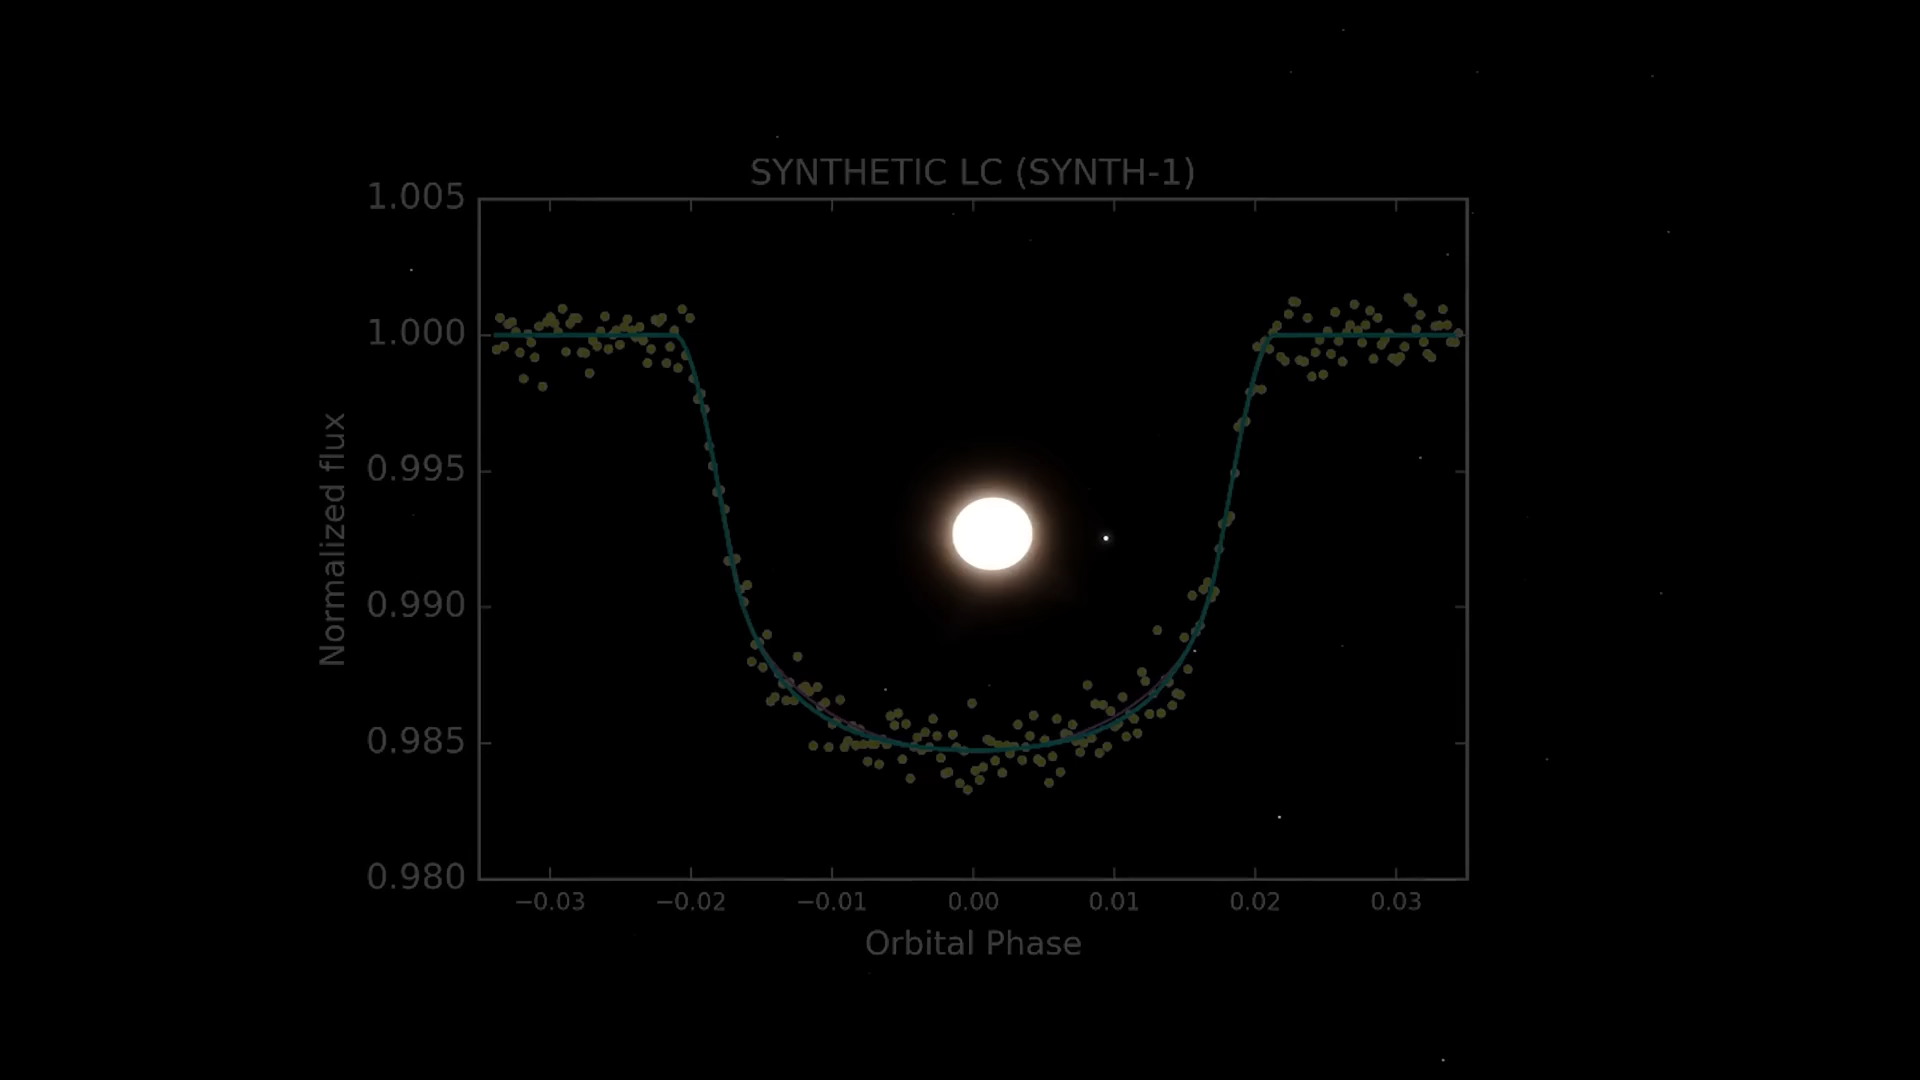 SYNTHETIC LC (SYNTH-1)
1.005
1.000
0.995
0.990
0.985
0.980
Normalized flux
−0.03 −0.02 −0.01 0.00 0.01 0.02 0.03
Orbital Phase